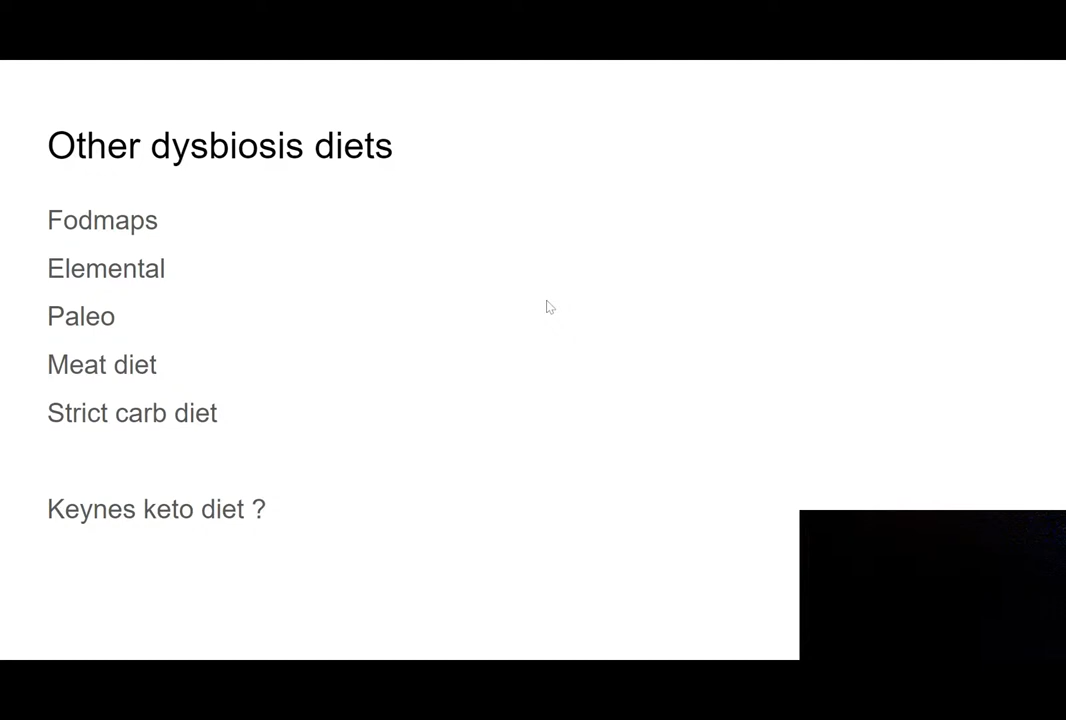 Other dysbiosis diets
Fodmaps
Elemental
Paleo
Meat diet
Strict carb diet
Keynes keto diet ?